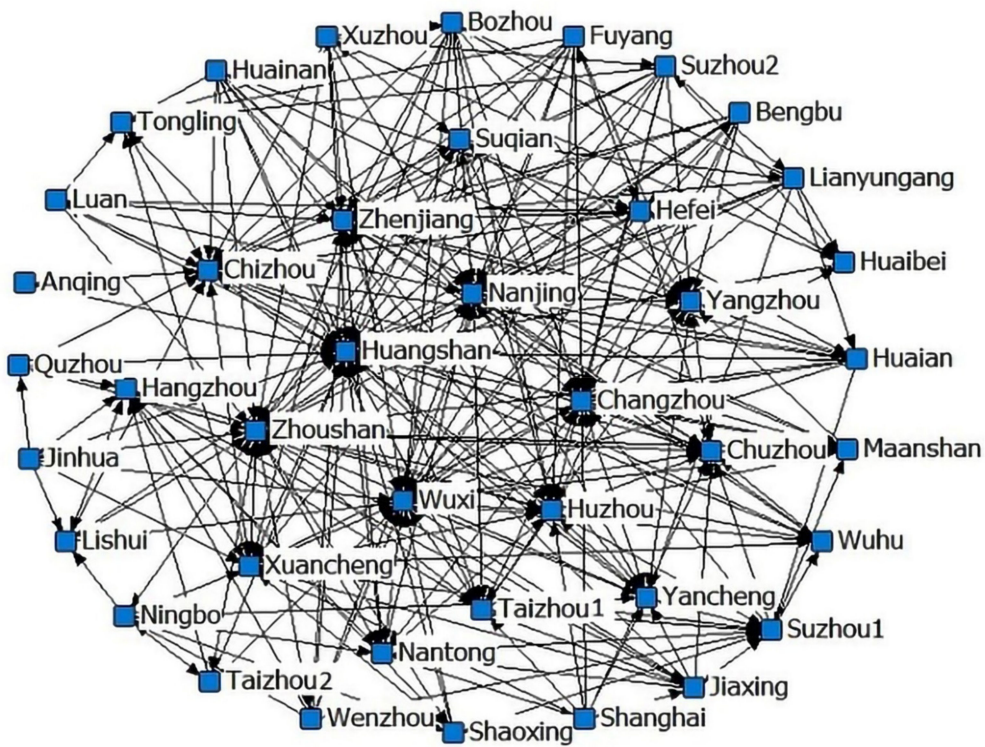 Xuzhou
Bozhou
Fuyang
Huainan
Suzhou2
Tongling
Bengbu
Suqian
Lianyungang
Luan
Zhenjiang
Hefei
Chizhou
Huaibei
Anqing
Nanjing
Yangzhou
Huangshan
Huaian
Quzhou
Hangzhou
Changzhou
Zhoushan
Chuzhou
Maanshan
Jinhua
Wuxi
Huzhou
Lishui
Wuhu
Xuancheng
Ningbo
Taizhou1
Yancheng
Suzhou1
Nantong
Taizhou2
Jiaxing
Wenzhou
Shaoxing
Shanghai